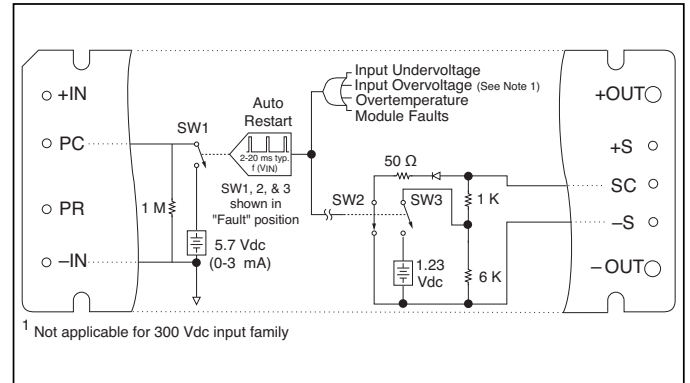 +IN
PC
PR
–IN
1 M
SW1
5.7 Vdc
(0-3 mA)
Auto
Restart
2-20 ms typ.
f (VIN)
SW1, 2, & 3
shown in
"Fault" position
Input Undervoltage
Input Overvoltage (See Note 1)
Overtemperature
Module Faults
50 Ω
SW2
SW3
1 K
1.23
Vdc
6 K
+OUT
+S
SC
–S
–OUT
1 Not applicable for 300 Vdc input family